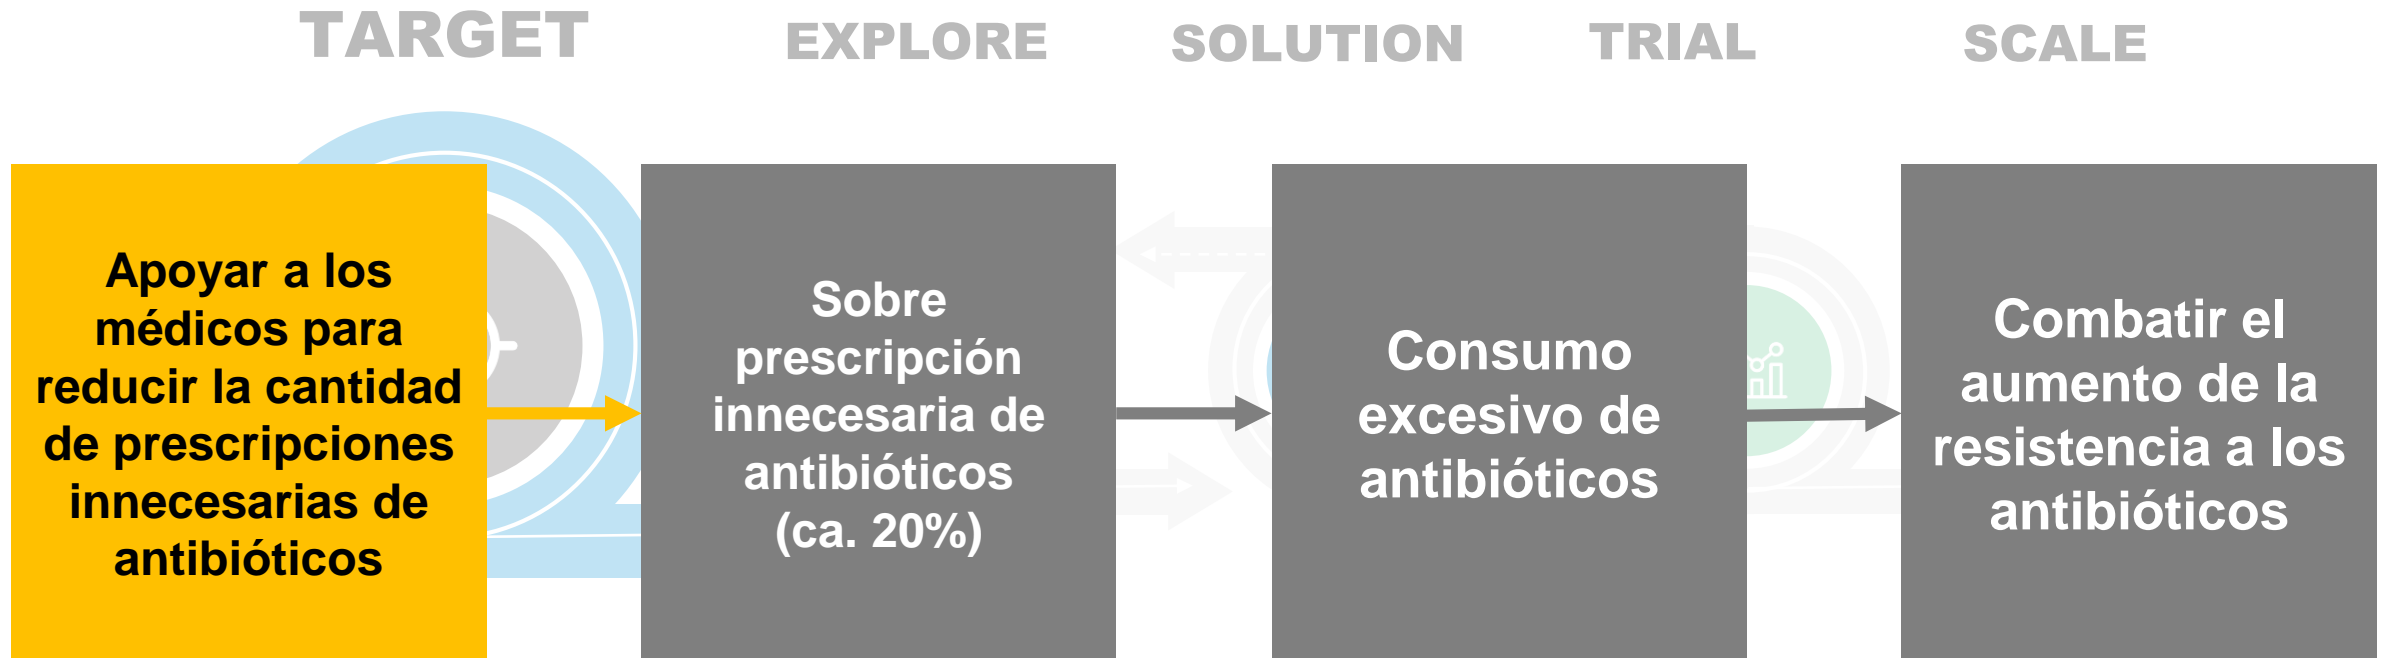 TARGET
EXPLORE
SOLUTION
TRIAL
SCALE
Apoyar a los
médicos para
reducir la cantidad
de prescripciones
innecesarias de
antibióticos
Sobre
prescripción
innecesaria de
antibióticos
(ca. 20%)
Consumo
excesivo de
antibióticos
Combatir el
aumento de la
resistencia a los
antibióticos